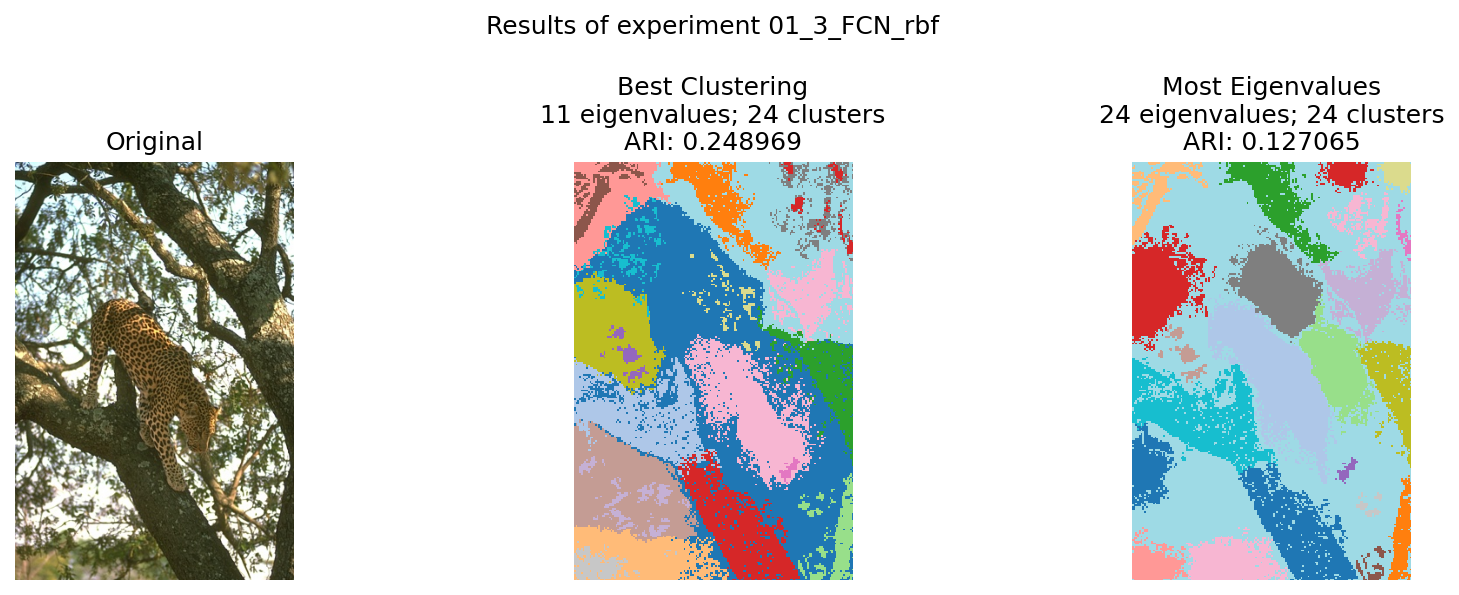 Results of experiment 01_3_FCN_rbf
Original
Best Clustering
11 eigenvalues; 24 clusters
ARI: 0.248969
Most Eigenvalues
24 eigenvalues; 24 clusters
ARI: 0.127065